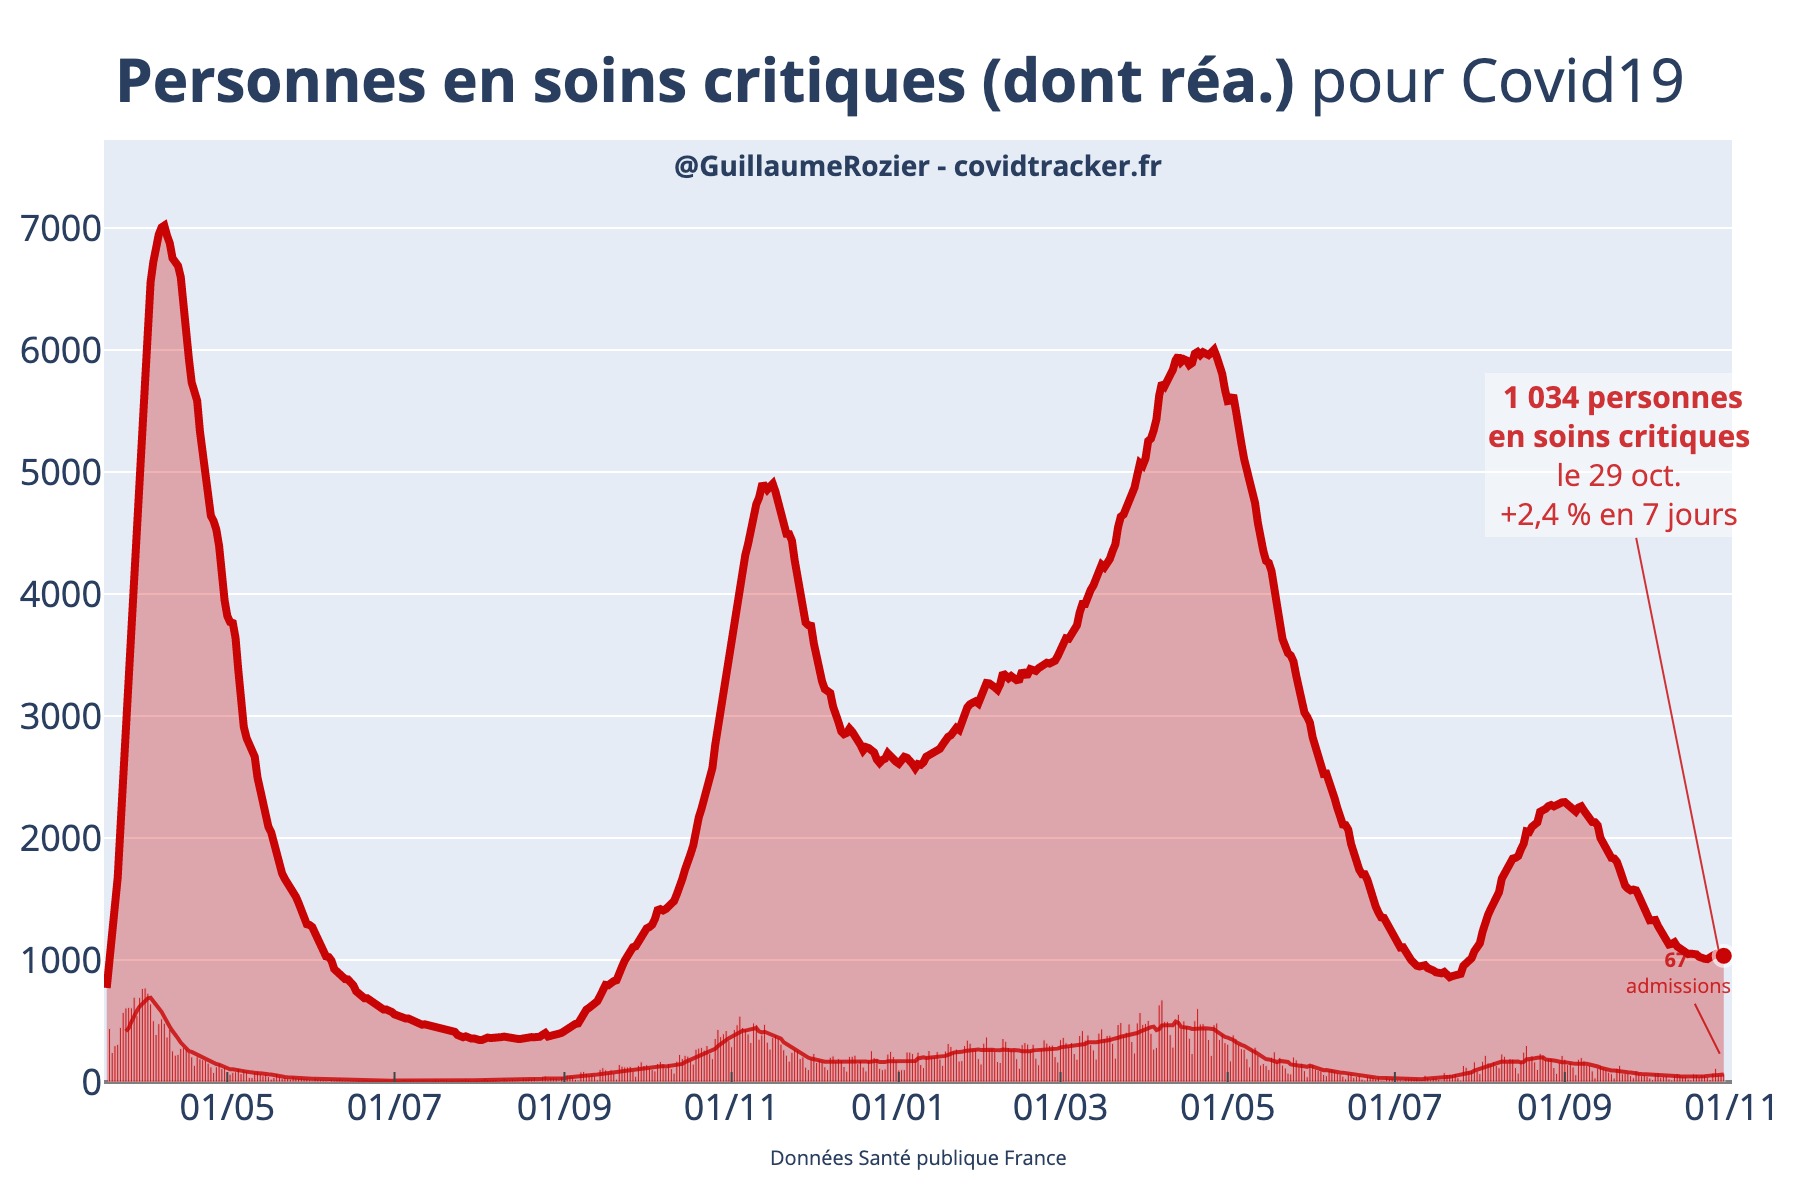 Personnes en soins critiques (dont réa.) pour Covid19
@GuillaumeRozier - covidtracker.fr
7000
6000
5000
4000
3000
2000
1000
0
1 034 personnes
en soins critiques
le 29 oct.
+2,4 % en 7 jours
67
admissions
01/05
01/07
01/09
01/11
01/01
01/03
01/05
01/07
01/09
01/11
Données Santé publique France